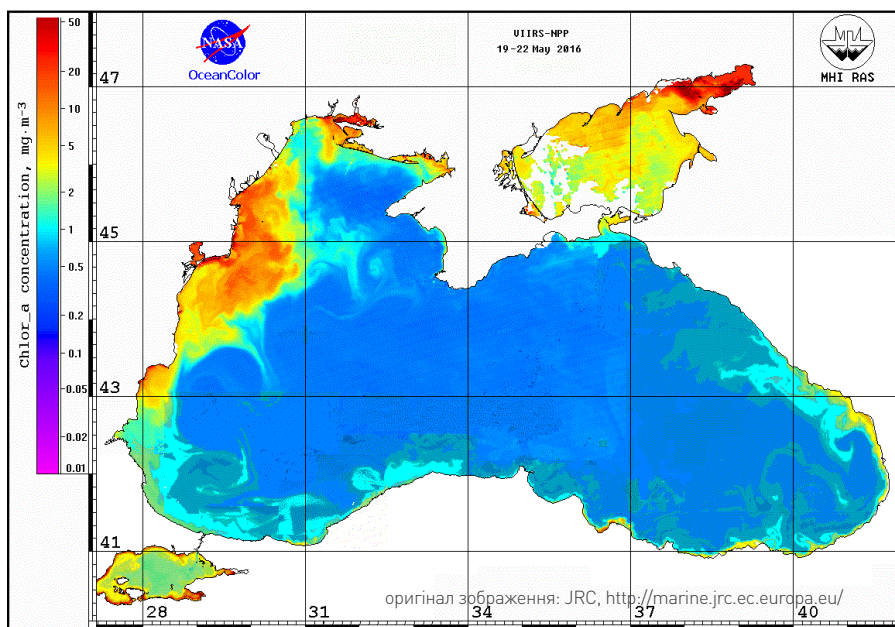 NASA
OceanColor
VIIRS-NPP
19-22 May 2016
МГИ
MHI RAS
Chlor_a concentration, mg·m⁻³
50
20
10
5
2
1
0.5
0.2
0.1
0.05
0.02
0.01
47
45
43
41
28
31
34
37
40
оригінал зображення: JRC, http://marine.jrc.ec.europa.eu/